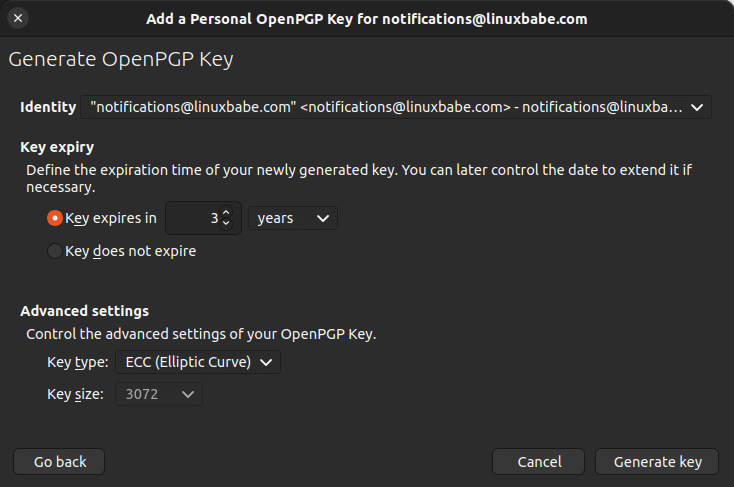 Add a Personal OpenPGP Key for notifications@linuxbabe.com
Generate OpenPGP Key
Identity "notifications@linuxbabe.com" <notifications@linuxbabe.com> - notifications@linuxba...
Key expiry
Define the expiration time of your newly generated key. You can later control the date to extend it if
necessary.
Key expires in 3 years
Key does not expire
Advanced settings
Control the advanced settings of your OpenPGP Key.
Key type: ECC (Elliptic Curve)
Key size: 3072
Go back Cancel Generate key